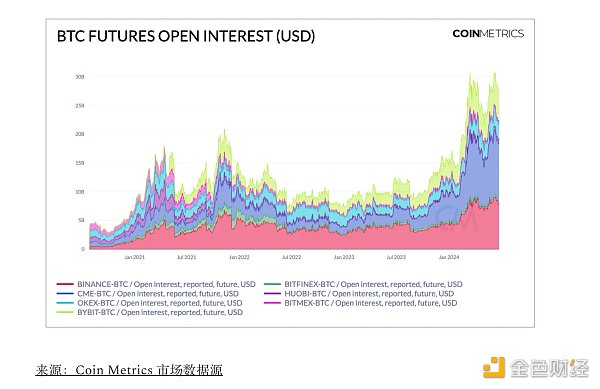 BTC FUTURES OPEN INTEREST (USD)
COINMETRICS
30B
25B
20B
15B
10B
5B
0
Jan 2021
Jul 2021
Jan 2022
Jul 2022
Jan 2023
Jul 2023
Jan 2024
BINANCE-BTC / Open interest, reported, future, USD
CME-BTC / Open interest, reported, future, USD
OKEX-BTC / Open interest, reported, future, USD
BYBIT-BTC / Open interest, reported, future, USD
BITFINEX-BTC / Open interest, reported, future, USD
HUOBI-BTC / Open interest, reported, future, USD
BITMEX-BTC / Open interest, reported, future, USD
来源：Coin Metrics 市场数据源
金色财经